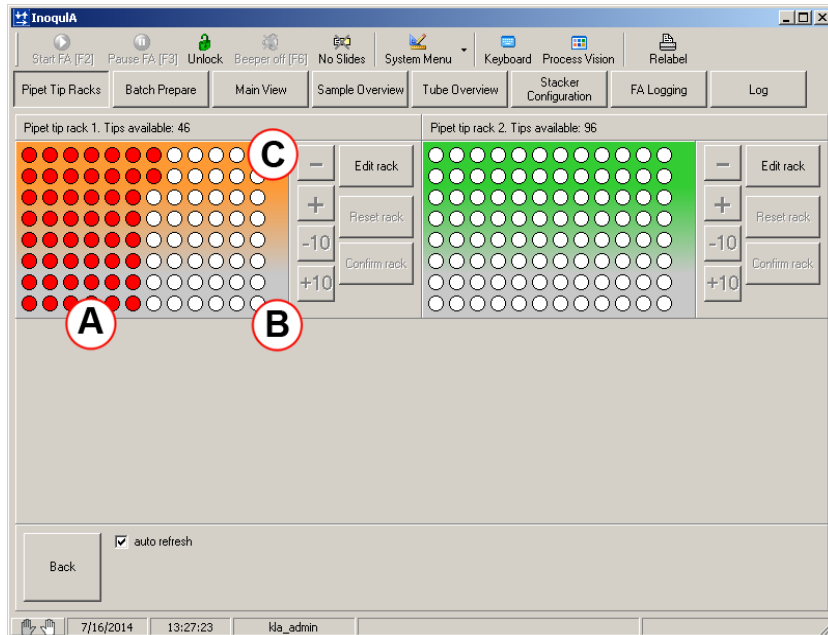 InoqulA
Start FA [F2] Pause FA [F3] Unlock Beeper off [F6] No Slides System Menu Keyboard Process Vision Relabel
Pipet Tip Racks Batch Prepare Main View Sample Overview Tube Overview Stacker Configuration FA Logging Log
Pipet tip rack 1. Tips available: 46 Pipet tip rack 2. Tips available: 96
C − Edit rack − Edit rack
+ Reset rack + Reset rack
-10 Confirm rack -10 Confirm rack
+10 +10
A B
Back auto refresh
7/16/2014 13:27:23 kla_admin